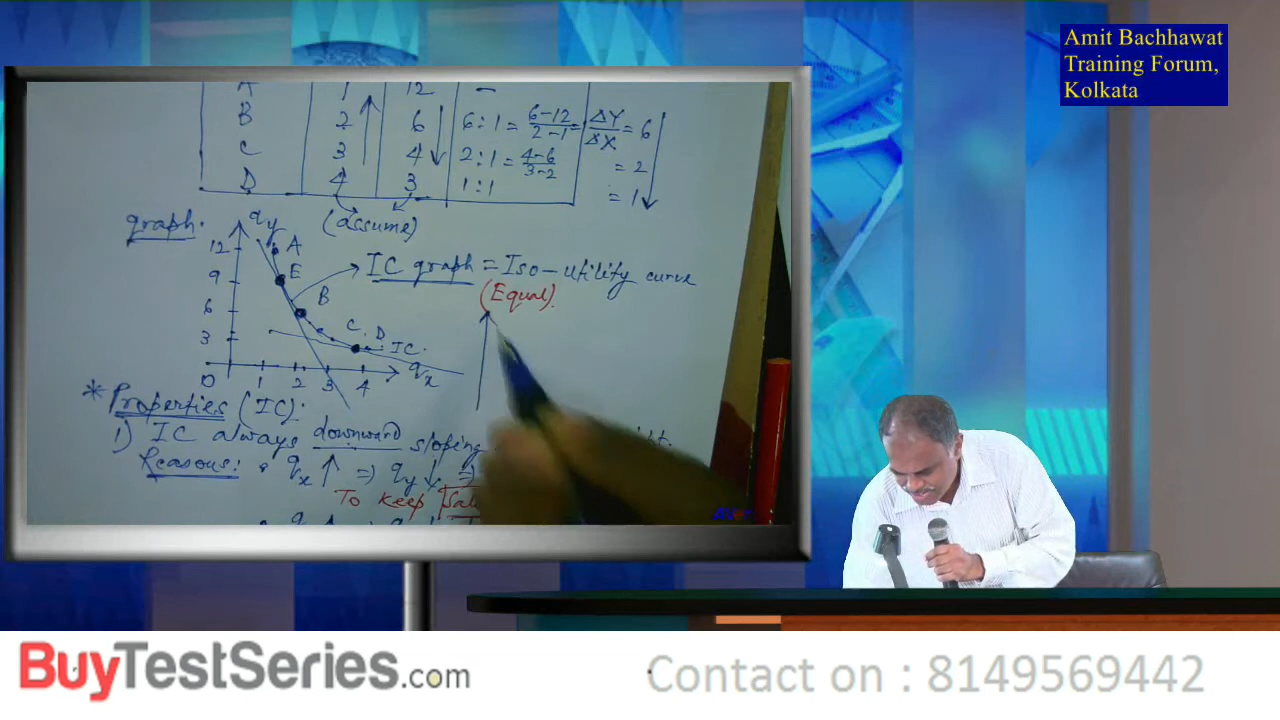 Amit Bachhawat
Training Forum,
Kolkata
A 1 12 –
B 2 6 6:1 = 6-12/2-1 = ΔY/ΔX = 6
C 3 4 2:1 = 4-6/3-2 = 2
D 4 3 1:1 = 1
graph. (assume)
qy
12 A
9 E
6 B
3 C D IC.
0 1 2 3 4 qx
IC graph = Iso-utility curve
(Equal).
* Properties (IC):
1) IC always downward sloping
Reasons: qx ↑ ⇒ qy ↓ ⇒
To keep
BuyTestSeries.com
Contact on : 8149569442